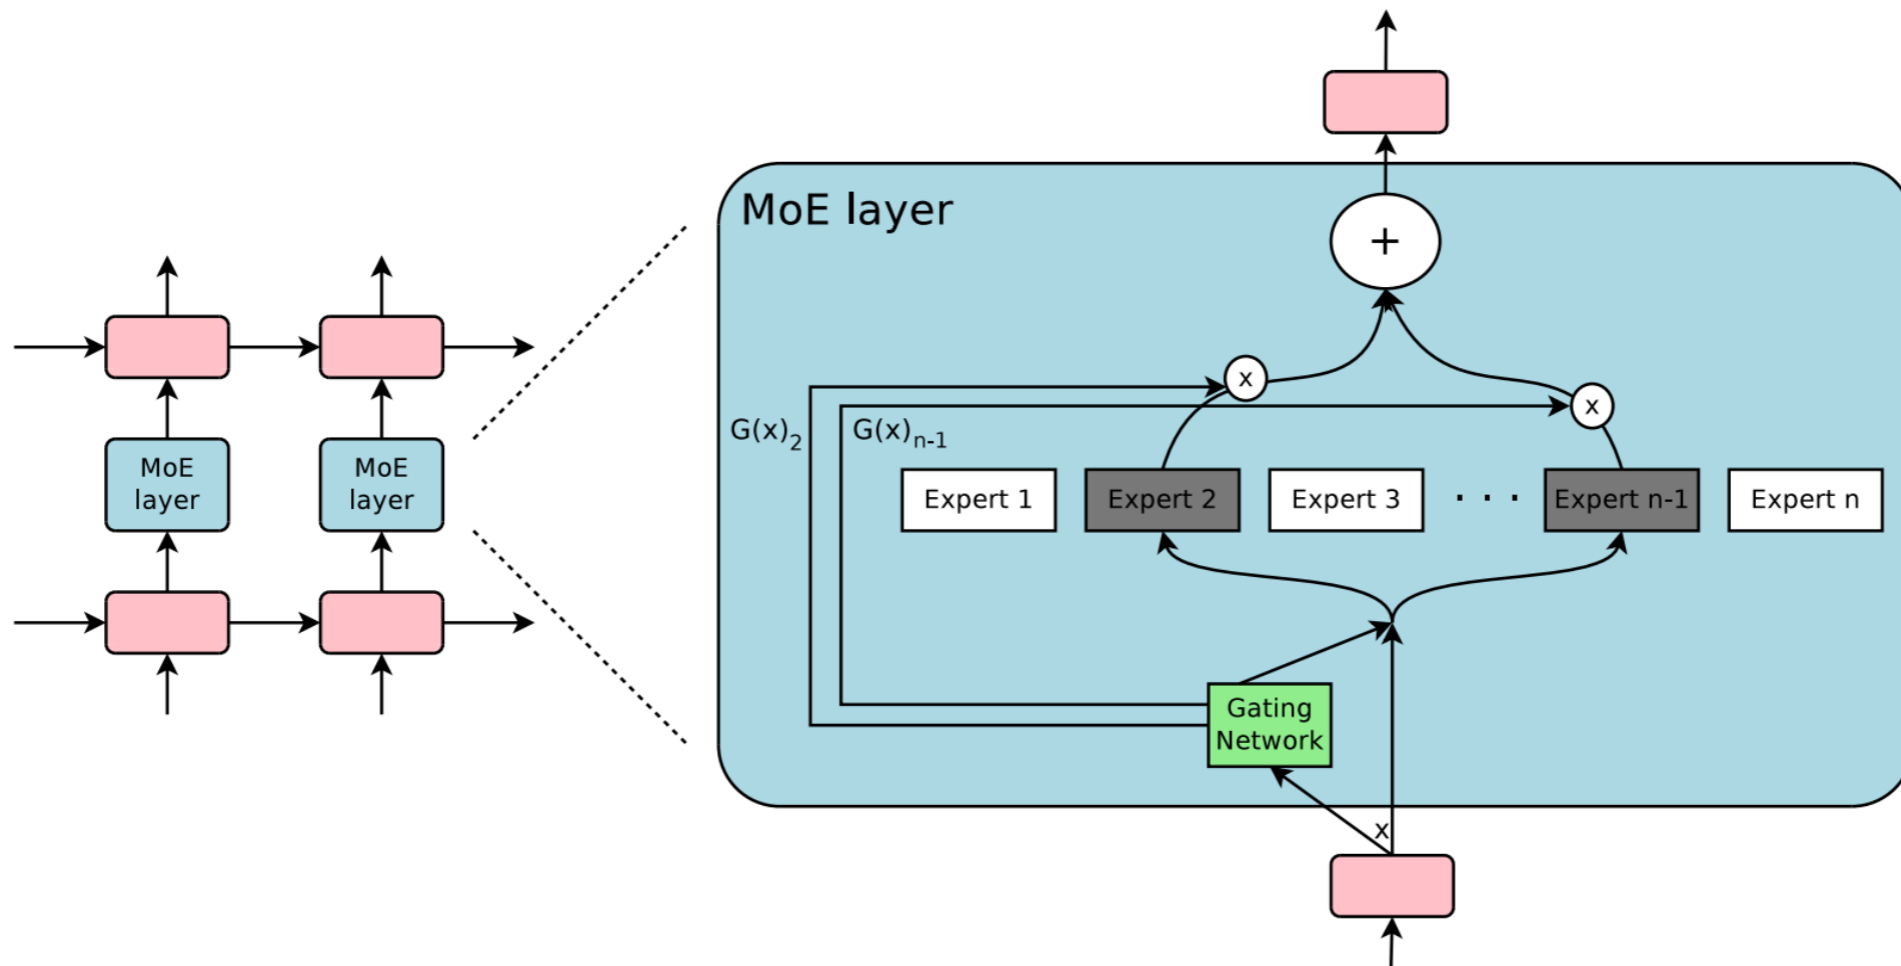 MoE
layer
MoE
layer
MoE layer
+
x
x
G(x)2
G(x)n-1
Expert 1
Expert 2
Expert 3
. . .
Expert n-1
Expert n
Gating
Network
x